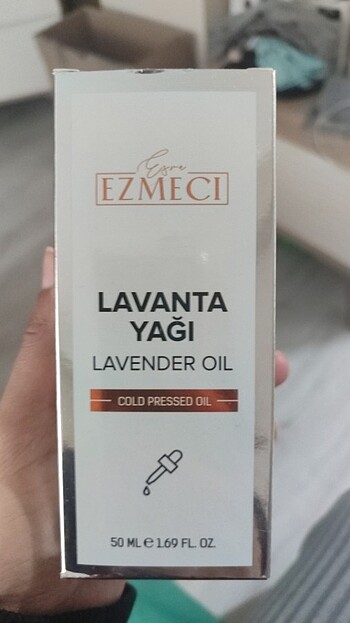 Esra
EZMECI
LAVANTA
YAĞI
LAVENDER OIL
COLD PRESSED OIL
50 ML ℮ 1.69 FL. OZ.